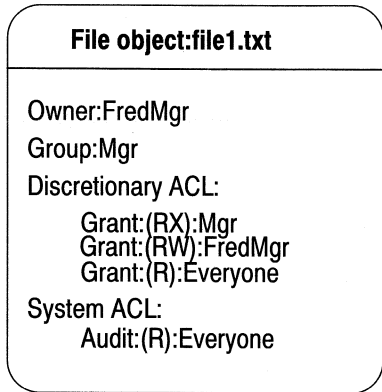 File object:file1.txt
Owner:FredMgr
Group:Mgr
Discretionary ACL:
Grant:(RX):Mgr
Grant:(RW):FredMgr
Grant:(R):Everyone
System ACL:
Audit:(R):Everyone